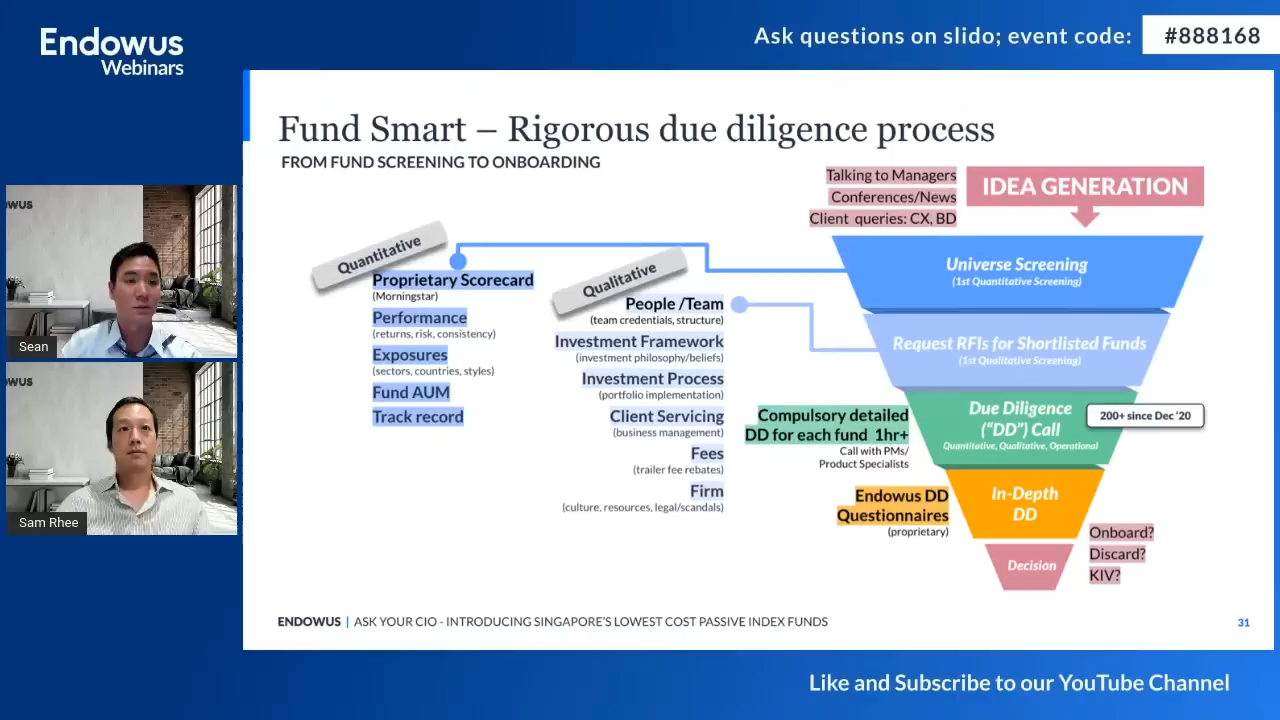 Endowus
Webinars
Ask questions on slido; event code:
#888168
Fund Smart – Rigorous due diligence process
FROM FUND SCREENING TO ONBOARDING
Talking to Managers
Conferences/News
Client queries: CX, BD
IDEA GENERATION
Quantitative
Proprietary Scorecard
(Morningstar)
Performance
(returns, risk, consistency)
Exposures
(sectors, countries, styles)
Fund AUM
Track record
Qualitative
People /Team
(team credentials, structure)
Investment Framework
(investment philosophy/beliefs)
Investment Process
(portfolio implementation)
Client Servicing
(business management)
Fees
(trailer fee rebates)
Firm
(culture, resources, legal/scandals)
Universe Screening
(1st Quantitative Screening)
Request RFIs for Shortlisted Funds
(1st Qualitative Screening)
Compulsory detailed
DD for each fund 1hr+
Call with PMs/
Product Specialists
Due Diligence
("DD") Call
Quantitative, Qualitative, Operational
200+ since Dec '20
Endowus DD
Questionnaires
(proprietary)
In-Depth
DD
Decision
Onboard?
Discard?
KIV?
OWUS
Sean
OWUS
Sam Rhee
ENDOWUS | ASK YOUR CIO - INTRODUCING SINGAPORE'S LOWEST COST PASSIVE INDEX FUNDS
31
Like and Subscribe to our YouTube Channel